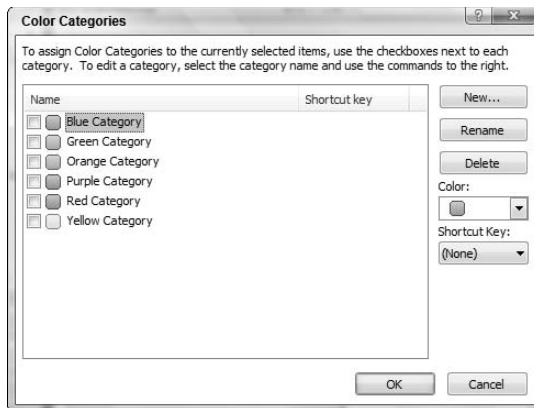 Color Categories
To assign Color Categories to the currently selected items, use the checkboxes next to each
category. To edit a category, select the category name and use the commands to the right.
Name Shortcut key
Blue Category
Green Category
Orange Category
Purple Category
Red Category
Yellow Category
New...
Rename
Delete
Color:
Shortcut Key:
(None)
OK Cancel